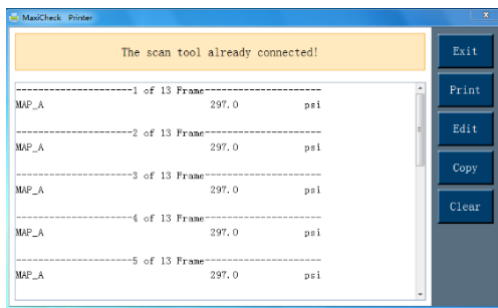 MaxiCheck Printer
The scan tool already connected!
Exit
Print
Edit
Copy
Clear
----------------------1 of 13 Frame----------------------
MAP_A 297.0 psi
----------------------2 of 13 Frame----------------------
MAP_A 297.0 psi
----------------------3 of 13 Frame----------------------
MAP_A 297.0 psi
----------------------4 of 13 Frame----------------------
MAP_A 297.0 psi
----------------------5 of 13 Frame----------------------
MAP_A 297.0 psi